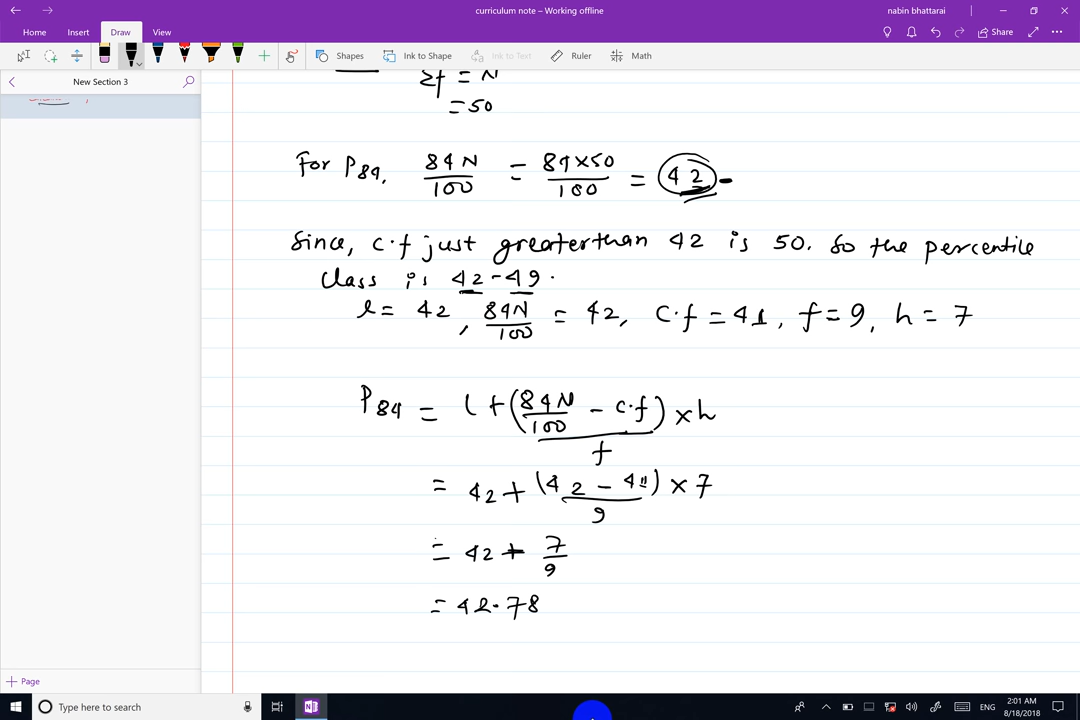 curriculum note – Working offline
nabin bhattarai
Home Insert Draw View
Share
Shapes Ink to Shape Ink to Text Ruler Math
New Section 3
Σf = N
= 50
For P84, 84N/100 = 84×50/100 = 42
Since, c.f just greater than 42 is 50. So the percentile
class is 42-49.
l = 42, 84N/100 = 42, c.f = 41, f = 9, h = 7
P84 = l + (84N/100 - c.f)/f × h
= 42 + (42 - 41)/9 × 7
= 42 + 7/9
= 42.78
+ Page
Type here to search
ENG
2:01 AM
8/18/2018